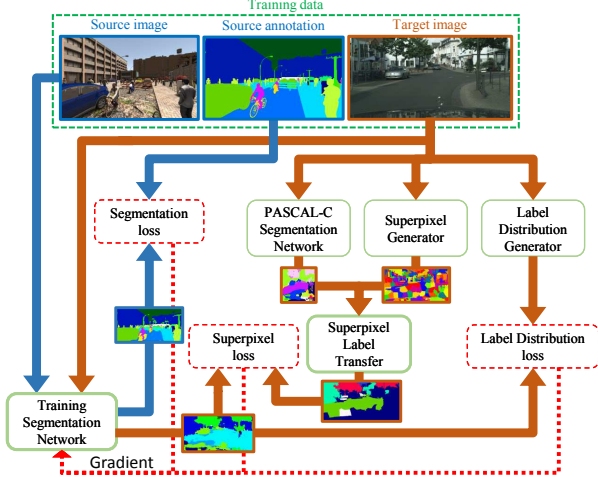 Training data
Source image
Source annotation
Target image
Segmentation
loss
PASCAL-C
Segmentation
Network
Superpixel
Generator
Label
Distribution
Generator
Superpixel
loss
Superpixel
Label
Transfer
Label Distribution
loss
Training
Segmentation
Network
Gradient